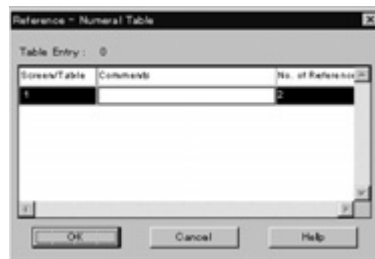 Reference - Numeral Table
Table Entry : 0
Screen/Table Comments No. of Reference
1 2
OK Cancel Help